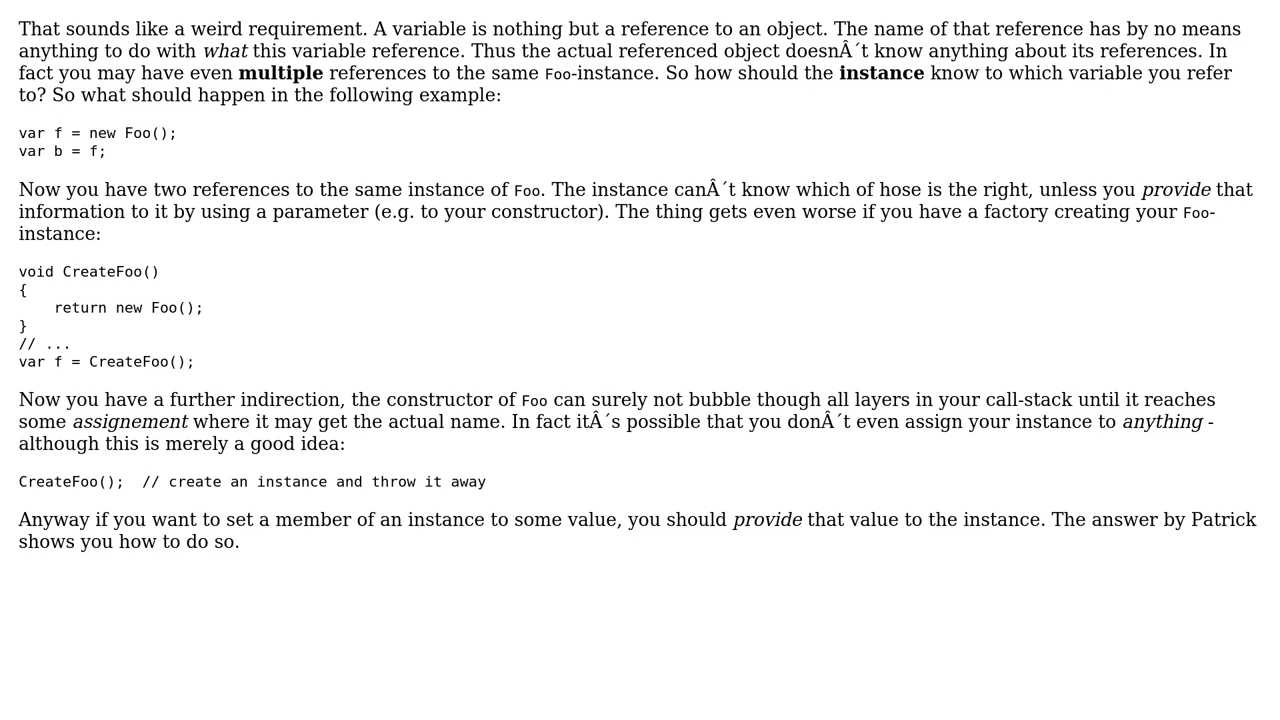 That sounds like a weird requirement. A variable is nothing but a reference to an object. The name of that reference has by no means
anything to do with what this variable reference. Thus the actual referenced object doesnÂ´t know anything about its references. In
fact you may have even multiple references to the same Foo-instance. So how should the instance know to which variable you refer
to? So what should happen in the following example:
var f = new Foo();
var b = f;
Now you have two references to the same instance of Foo. The instance canÂ´t know which of hose is the right, unless you provide that
information to it by using a parameter (e.g. to your constructor). The thing gets even worse if you have a factory creating your Foo-
instance:
void CreateFoo()
{
    return new Foo();
}
// ...
var f = CreateFoo();
Now you have a further indirection, the constructor of Foo can surely not bubble though all layers in your call-stack until it reaches
some assignement where it may get the actual name. In fact itÂ´s possible that you donÂ´t even assign your instance to anything -
although this is merely a good idea:
CreateFoo();  // create an instance and throw it away
Anyway if you want to set a member of an instance to some value, you should provide that value to the instance. The answer by Patrick
shows you how to do so.